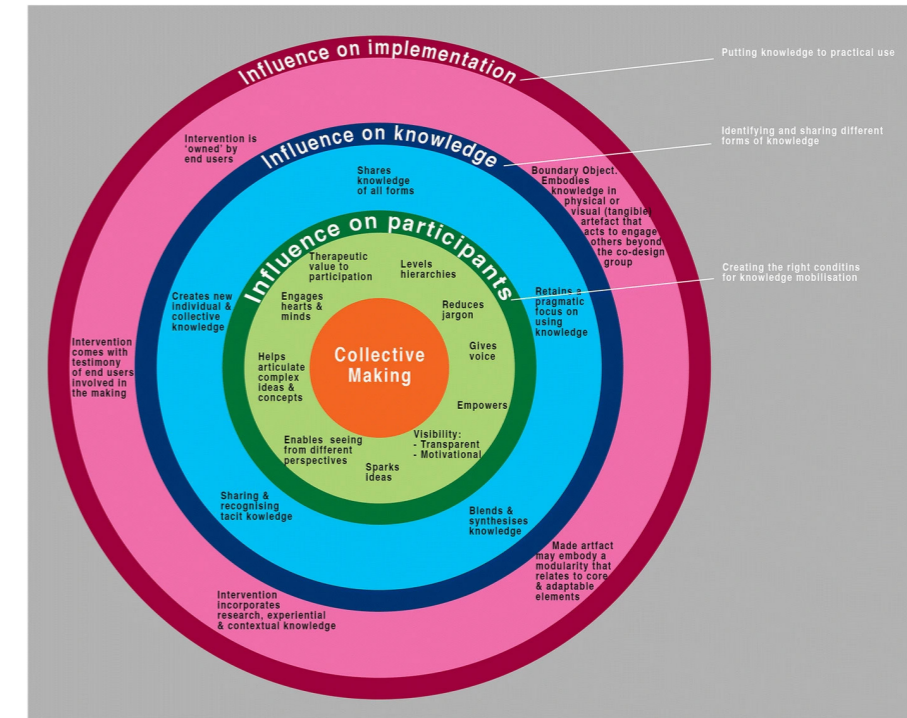 Influence on implementation
Putting knowledge to practical use
Influence on knowledge
Identifying and sharing different
forms of knowledge
Intervention is
'owned' by
end users
Shares
knowledge
of all forms
Boundary Object.
Embodies
knowledge in
physical or
visual (tangible)
artefact that
acts to engage
others beyond
the co-design
group
Influence on participants
Creating the right conditins
for knowledge mobilisation
Therapeutic
value to
participation
Levels
hierarchies
Creates new
individual &
collective
knowledge
Engages
hearts &
minds
Reduces
jargon
Retains a
pragmatic
focus on
using
knowledge
Intervention
comes with
testimony
of end users
involved in
the making
Helps
articulate
complex
ideas &
concepts
Collective
Making
Gives
voice
Empowers
Enables seeing
from different
perspectives
Sparks
ideas
Visibility:
- Transparent
- Motivational
Sharing &
recognising
tacit kowledge
Blends &
synthesises
knowledge
Made artfact
may embody a
modularity that
relates to core
& adaptable
elements
Intervention
incorporates
research, experiential
& contextual knowledge